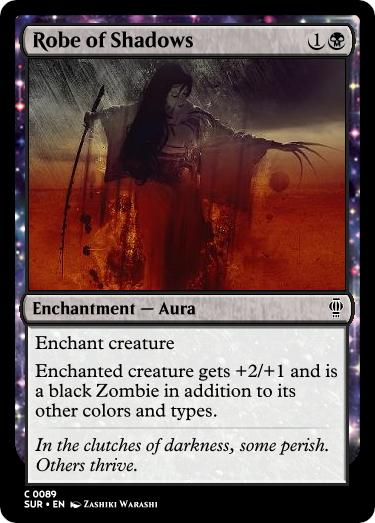 Robe of Shadows 1
Enchantment — Aura
Enchant creature
Enchanted creature gets +2/+1 and is
a black Zombie in addition to its
other colors and types.
In the clutches of darkness, some perish.
Others thrive.
C 0089
SUR • EN Zashiki Warashi